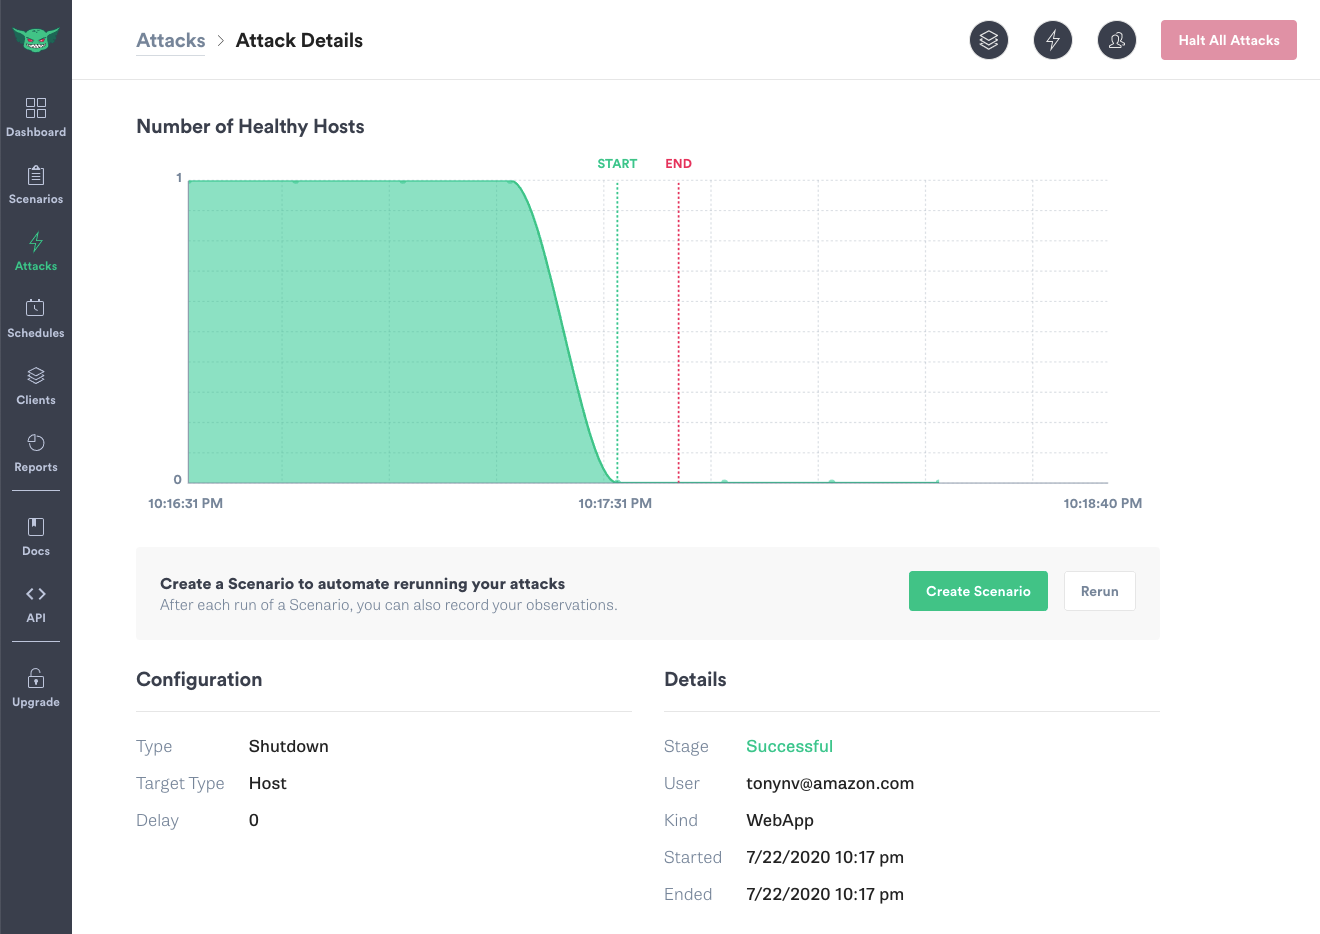 Attacks > Attack Details
Halt All Attacks
Dashboard
Scenarios
Attacks
Schedules
Clients
Reports
Docs
API
Upgrade
Number of Healthy Hosts
START END
1
0
10:16:31 PM 10:17:31 PM 10:18:40 PM
Create a Scenario to automate rerunning your attacks
After each run of a Scenario, you can also record your observations.
Create Scenario Rerun
Configuration
Type Shutdown
Target Type Host
Delay 0
Details
Stage Successful
User tonynv@amazon.com
Kind WebApp
Started 7/22/2020 10:17 pm
Ended 7/22/2020 10:17 pm